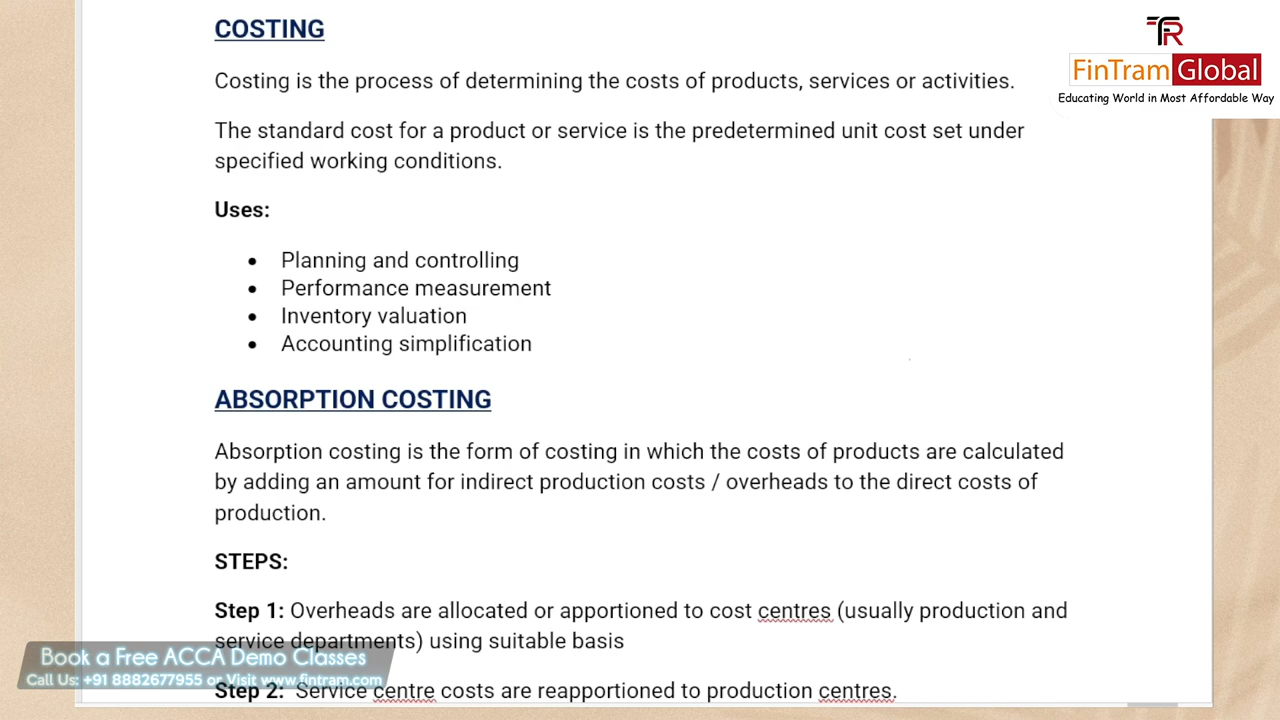 COSTING
Costing is the process of determining the costs of products, services or activities.
The standard cost for a product or service is the predetermined unit cost set under
specified working conditions.
Uses:
• Planning and controlling
• Performance measurement
• Inventory valuation
• Accounting simplification
ABSORPTION COSTING
Absorption costing is the form of costing in which the costs of products are calculated
by adding an amount for indirect production costs / overheads to the direct costs of
production.
STEPS:
Step 1: Overheads are allocated or apportioned to cost centres (usually production and
service departments) using suitable basis
Step 2: Service centre costs are reapportioned to production centres.
FinTram Global
Educating World in Most Affordable Way
Book a Free ACCA Demo Classes
Call Us: +91 8882677955 or Visit www.fintram.com